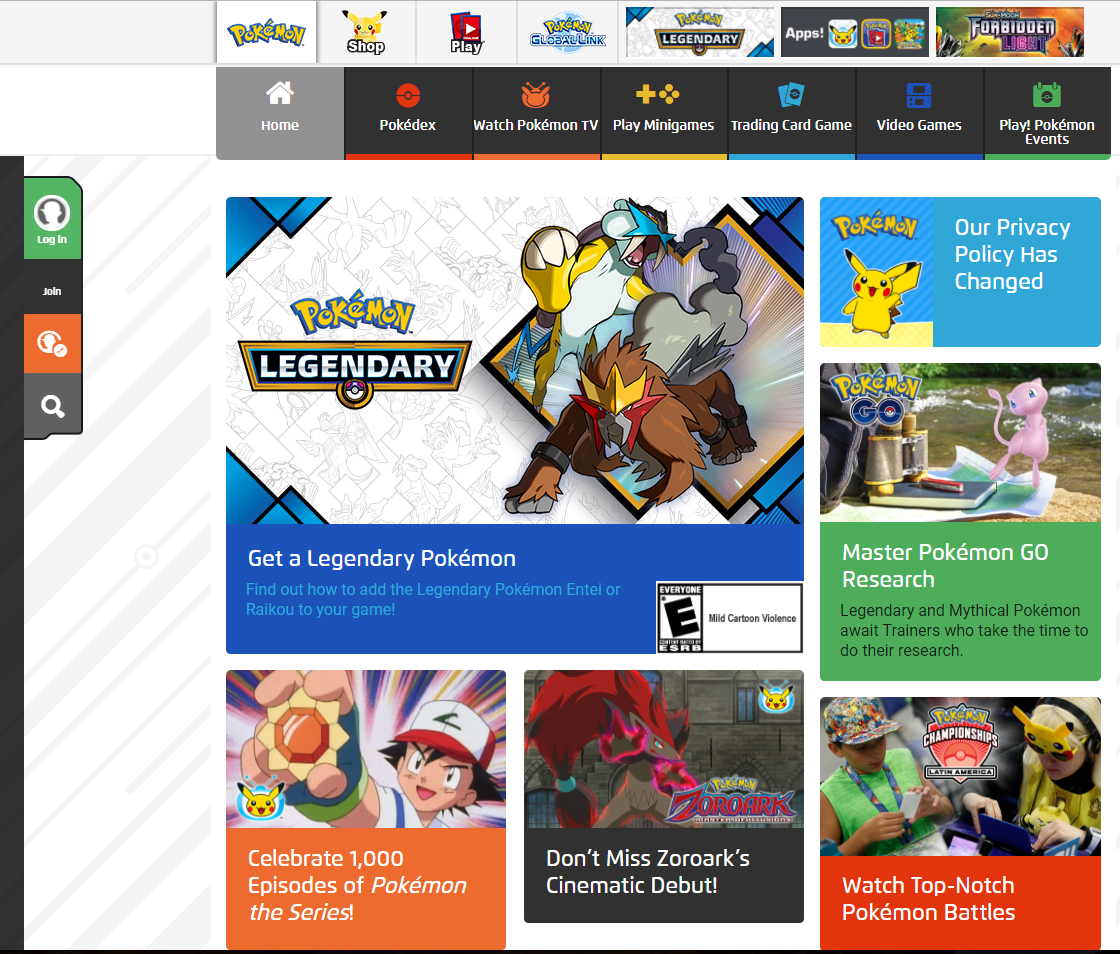 Pokémon
Shop
Play
Pokémon
GLOBAL LINK
Pokémon
LEGENDARY
Apps!
SUN & MOON
FORBIDDEN
LIGHT
Home
Pokédex
Watch Pokémon TV
Play Minigames
Trading Card Game
Video Games
Play! Pokémon
Events
Log in
Join
Pokémon
LEGENDARY
Get a Legendary Pokémon
Find out how to add the Legendary Pokémon Entei or
Raikou to your game!
EVERYONE
E
Mild Cartoon Violence
CONTENT RATED BY
ESRB
Pokémon
Our Privacy
Policy Has
Changed
Pokémon
GO
Master Pokémon GO
Research
Legendary and Mythical Pokémon
await Trainers who take the time to
do their research.
Celebrate 1,000
Episodes of Pokémon
the Series!
Pokémon
ZOROARK
MASTER OF ILLUSIONS
Don’t Miss Zoroark’s
Cinematic Debut!
Pokémon
CHAMPIONSHIPS
LATIN AMERICA
Watch Top-Notch
Pokémon Battles